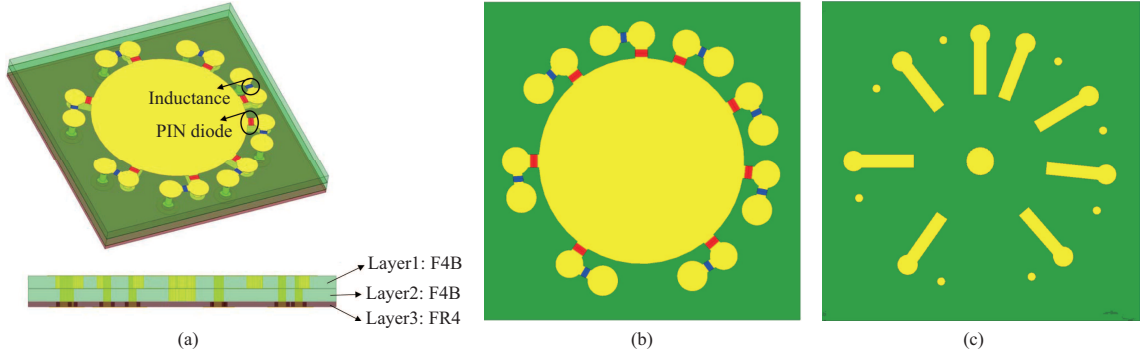 Inductance
PIN diode
Layer1: F4B
Layer2: F4B
Layer3: FR4
(a)
(b)
(c)